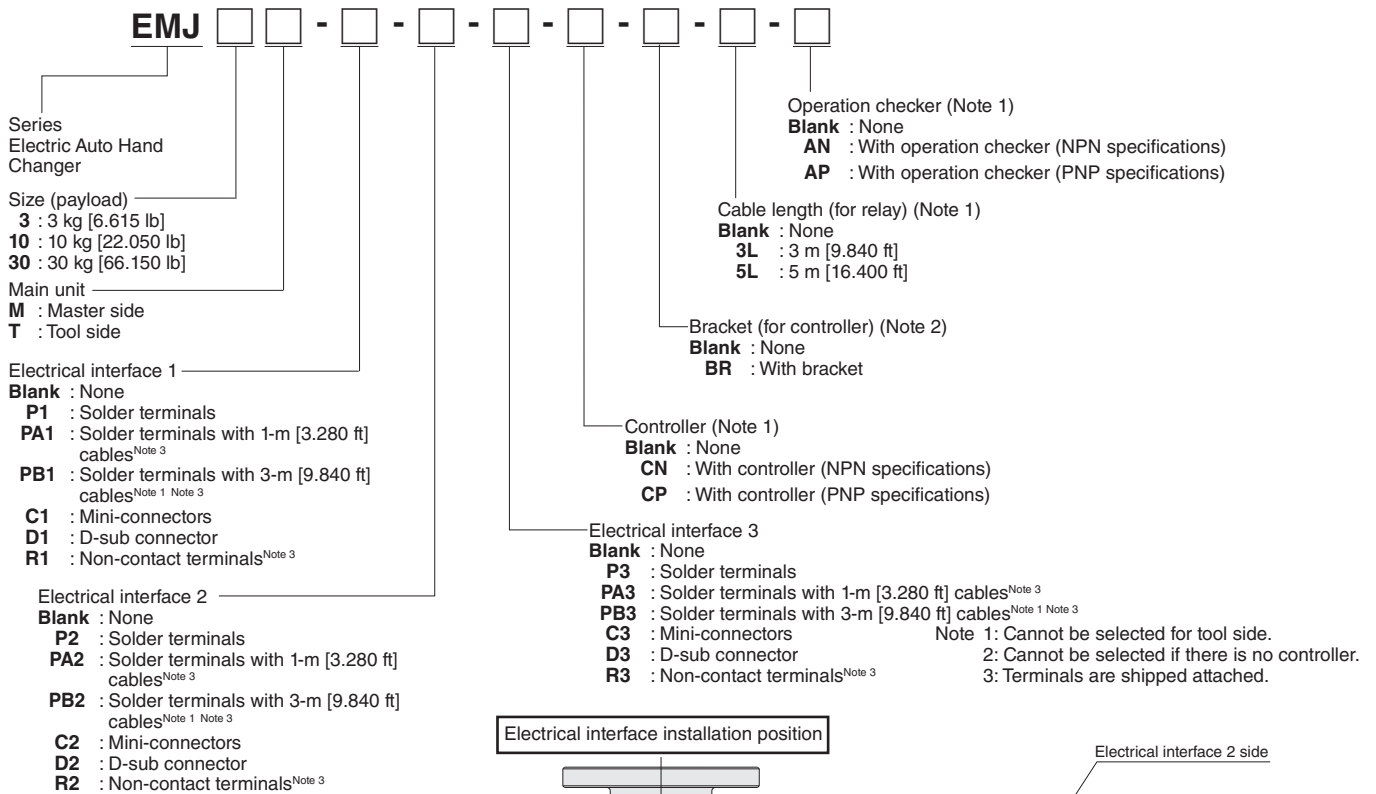 EMJ - - - - - - -
Series
Electric Auto Hand
Changer
Size (payload)
3 : 3 kg [6.615 lb]
10 : 10 kg [22.050 lb]
30 : 30 kg [66.150 lb]
Main unit
M : Master side
T : Tool side
Electrical interface 1
Blank : None
P1 : Solder terminals
PA1 : Solder terminals with 1-m [3.280 ft]
cables Note 3
PB1 : Solder terminals with 3-m [9.840 ft]
cables Note 1 Note 3
C1 : Mini-connectors
D1 : D-sub connector
R1 : Non-contact terminals Note 3
Electrical interface 2
Blank : None
P2 : Solder terminals
PA2 : Solder terminals with 1-m [3.280 ft]
cables Note 3
PB2 : Solder terminals with 3-m [9.840 ft]
cables Note 1 Note 3
C2 : Mini-connectors
D2 : D-sub connector
R2 : Non-contact terminals Note 3
Operation checker (Note 1)
Blank : None
AN : With operation checker (NPN specifications)
AP : With operation checker (PNP specifications)
Cable length (for relay) (Note 1)
Blank : None
3L : 3 m [9.840 ft]
5L : 5 m [16.400 ft]
Bracket (for controller) (Note 2)
Blank : None
BR : With bracket
Controller (Note 1)
Blank : None
CN : With controller (NPN specifications)
CP : With controller (PNP specifications)
Electrical interface 3
Blank : None
P3 : Solder terminals
PA3 : Solder terminals with 1-m [3.280 ft] cables Note 3
PB3 : Solder terminals with 3-m [9.840 ft] cables Note 1 Note 3
C3 : Mini-connectors
D3 : D-sub connector
R3 : Non-contact terminals Note 3
Note 1: Cannot be selected for tool side.
2: Cannot be selected if there is no controller.
3: Terminals are shipped attached.
Electrical interface installation position
Electrical interface 2 side